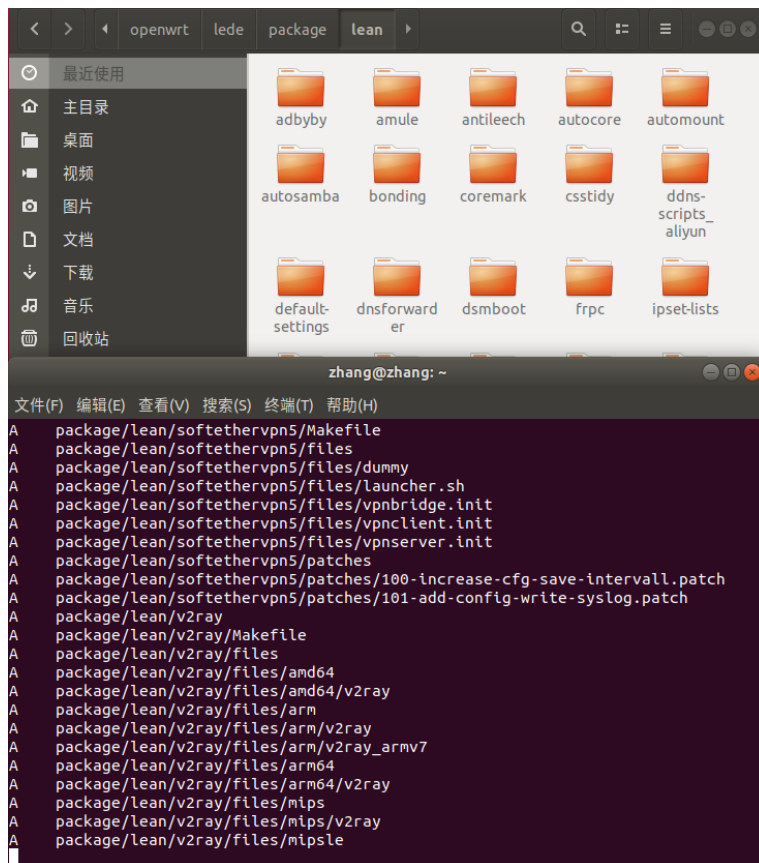 openwrt lede package lean
最近使用
主目录
桌面
视频
图片
文档
下载
音乐
回收站
adbyby amule antileech autocore automount
autosamba bonding coremark csstidy ddns-
scripts_
aliyun
default-
settings dnsforward
er dsmboot frpc ipset-lists
zhang@zhang: ~
文件(F) 编辑(E) 查看(V) 搜索(S) 终端(T) 帮助(H)
A package/lean/softethervpn5/Makefile
A package/lean/softethervpn5/files
A package/lean/softethervpn5/files/dummy
A package/lean/softethervpn5/files/launcher.sh
A package/lean/softethervpn5/files/vpnbridge.init
A package/lean/softethervpn5/files/vpnclient.init
A package/lean/softethervpn5/files/vpnserver.init
A package/lean/softethervpn5/patches
A package/lean/softethervpn5/patches/100-increase-cfg-save-intervall.patch
A package/lean/softethervpn5/patches/101-add-config-write-syslog.patch
A package/lean/v2ray
A package/lean/v2ray/Makefile
A package/lean/v2ray/files
A package/lean/v2ray/files/amd64
A package/lean/v2ray/files/amd64/v2ray
A package/lean/v2ray/files/arm
A package/lean/v2ray/files/arm/v2ray
A package/lean/v2ray/files/arm/v2ray_armv7
A package/lean/v2ray/files/arm64
A package/lean/v2ray/files/arm64/v2ray
A package/lean/v2ray/files/mips
A package/lean/v2ray/files/mips/v2ray
A package/lean/v2ray/files/mipsle